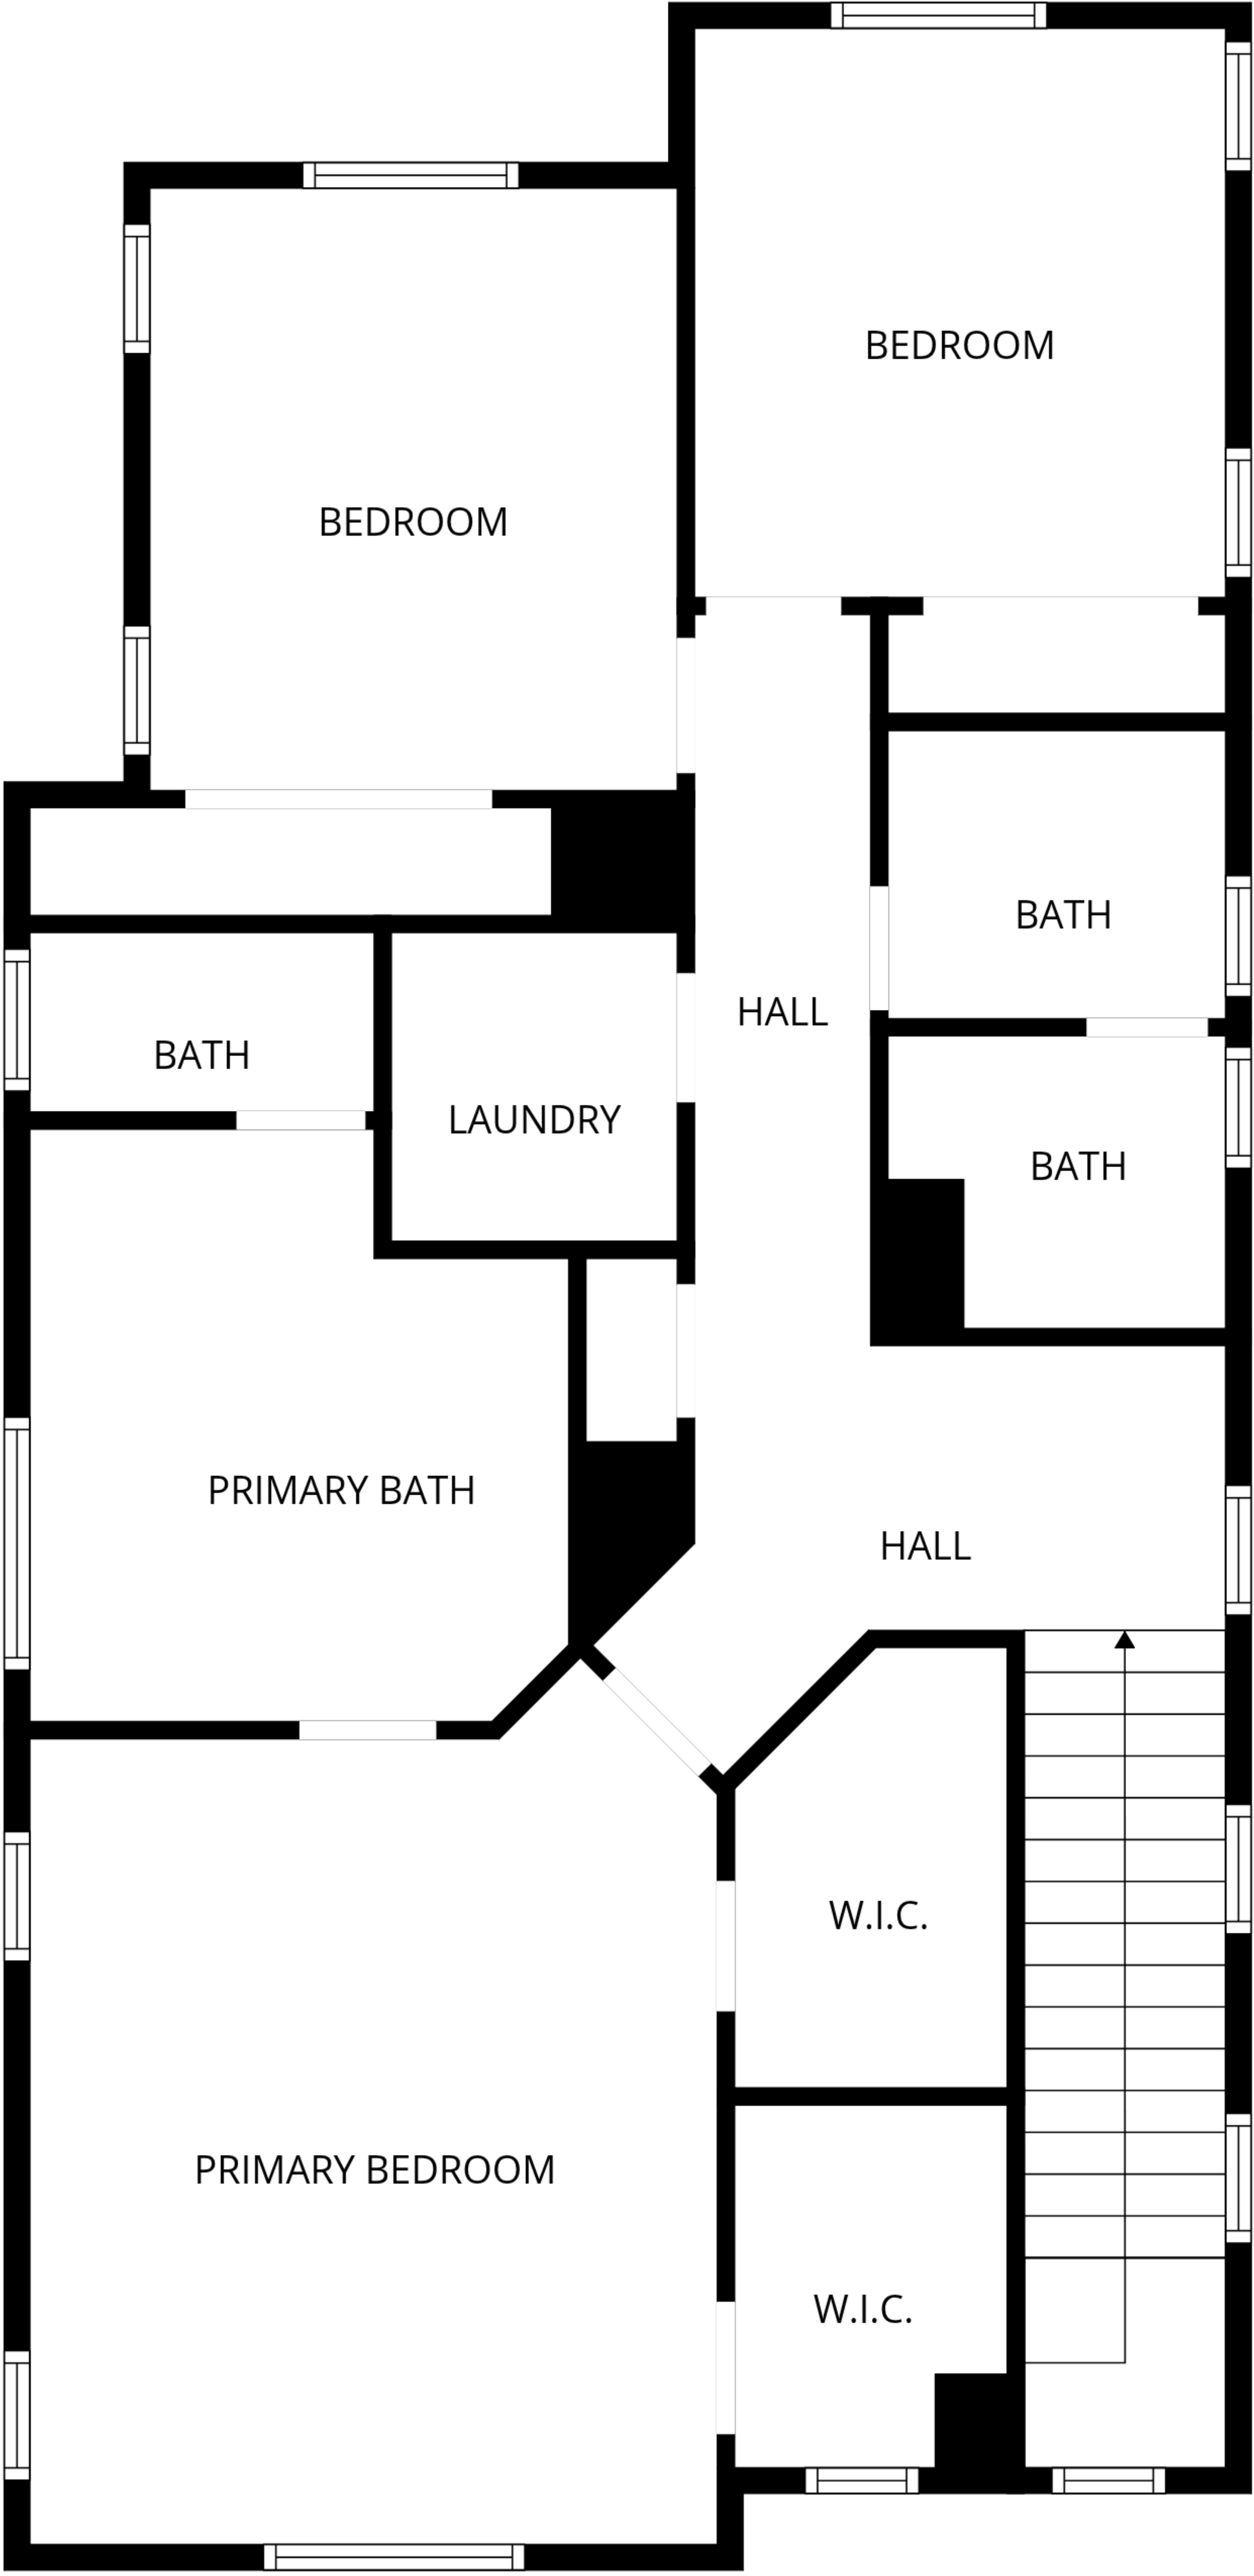 BEDROOM
BEDROOM
BATH
HALL
BATH
LAUNDRY
BATH
PRIMARY BATH
HALL
W.I.C.
PRIMARY BEDROOM
W.I.C.